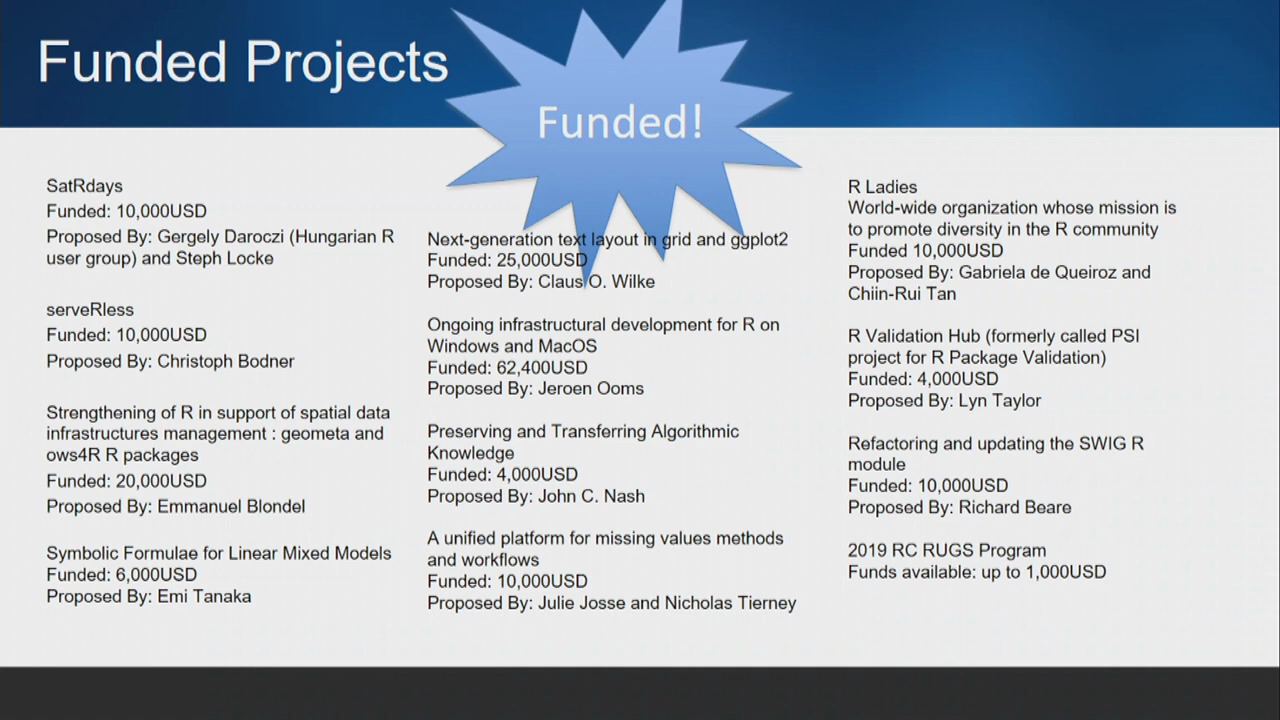 Funded Projects
Funded!
SatRdays
Funded: 10,000USD
Proposed By: Gergely Daroczi (Hungarian R
user group) and Steph Locke
serveRless
Funded: 10,000USD
Proposed By: Christoph Bodner
Strengthening of R in support of spatial data
infrastructures management : geometa and
ows4R R packages
Funded: 20,000USD
Proposed By: Emmanuel Blondel
Symbolic Formulae for Linear Mixed Models
Funded: 6,000USD
Proposed By: Emi Tanaka
Next-generation text layout in grid and ggplot2
Funded: 25,000USD
Proposed By: Claus O. Wilke
Ongoing infrastructural development for R on
Windows and MacOS
Funded: 62,400USD
Proposed By: Jeroen Ooms
Preserving and Transferring Algorithmic
Knowledge
Funded: 4,000USD
Proposed By: John C. Nash
A unified platform for missing values methods
and workflows
Funded: 10,000USD
Proposed By: Julie Josse and Nicholas Tierney
R Ladies
World-wide organization whose mission is
to promote diversity in the R community
Funded 10,000USD
Proposed By: Gabriela de Queiroz and
Chiin-Rui Tan
R Validation Hub (formerly called PSI
project for R Package Validation)
Funded: 4,000USD
Proposed By: Lyn Taylor
Refactoring and updating the SWIG R
module
Funded: 10,000USD
Proposed By: Richard Beare
2019 RC RUGS Program
Funds available: up to 1,000USD